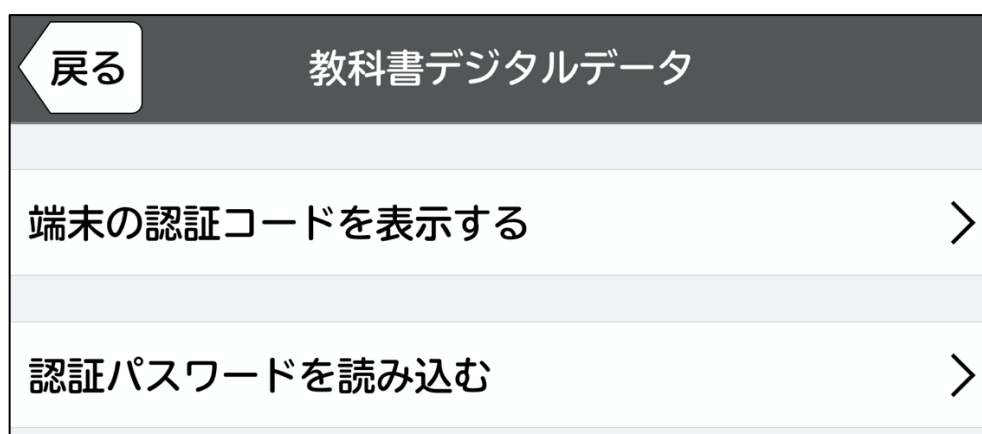 戻る
教科書デジタルデータ
端末の認証コードを表示する
認証パスワードを読み込む